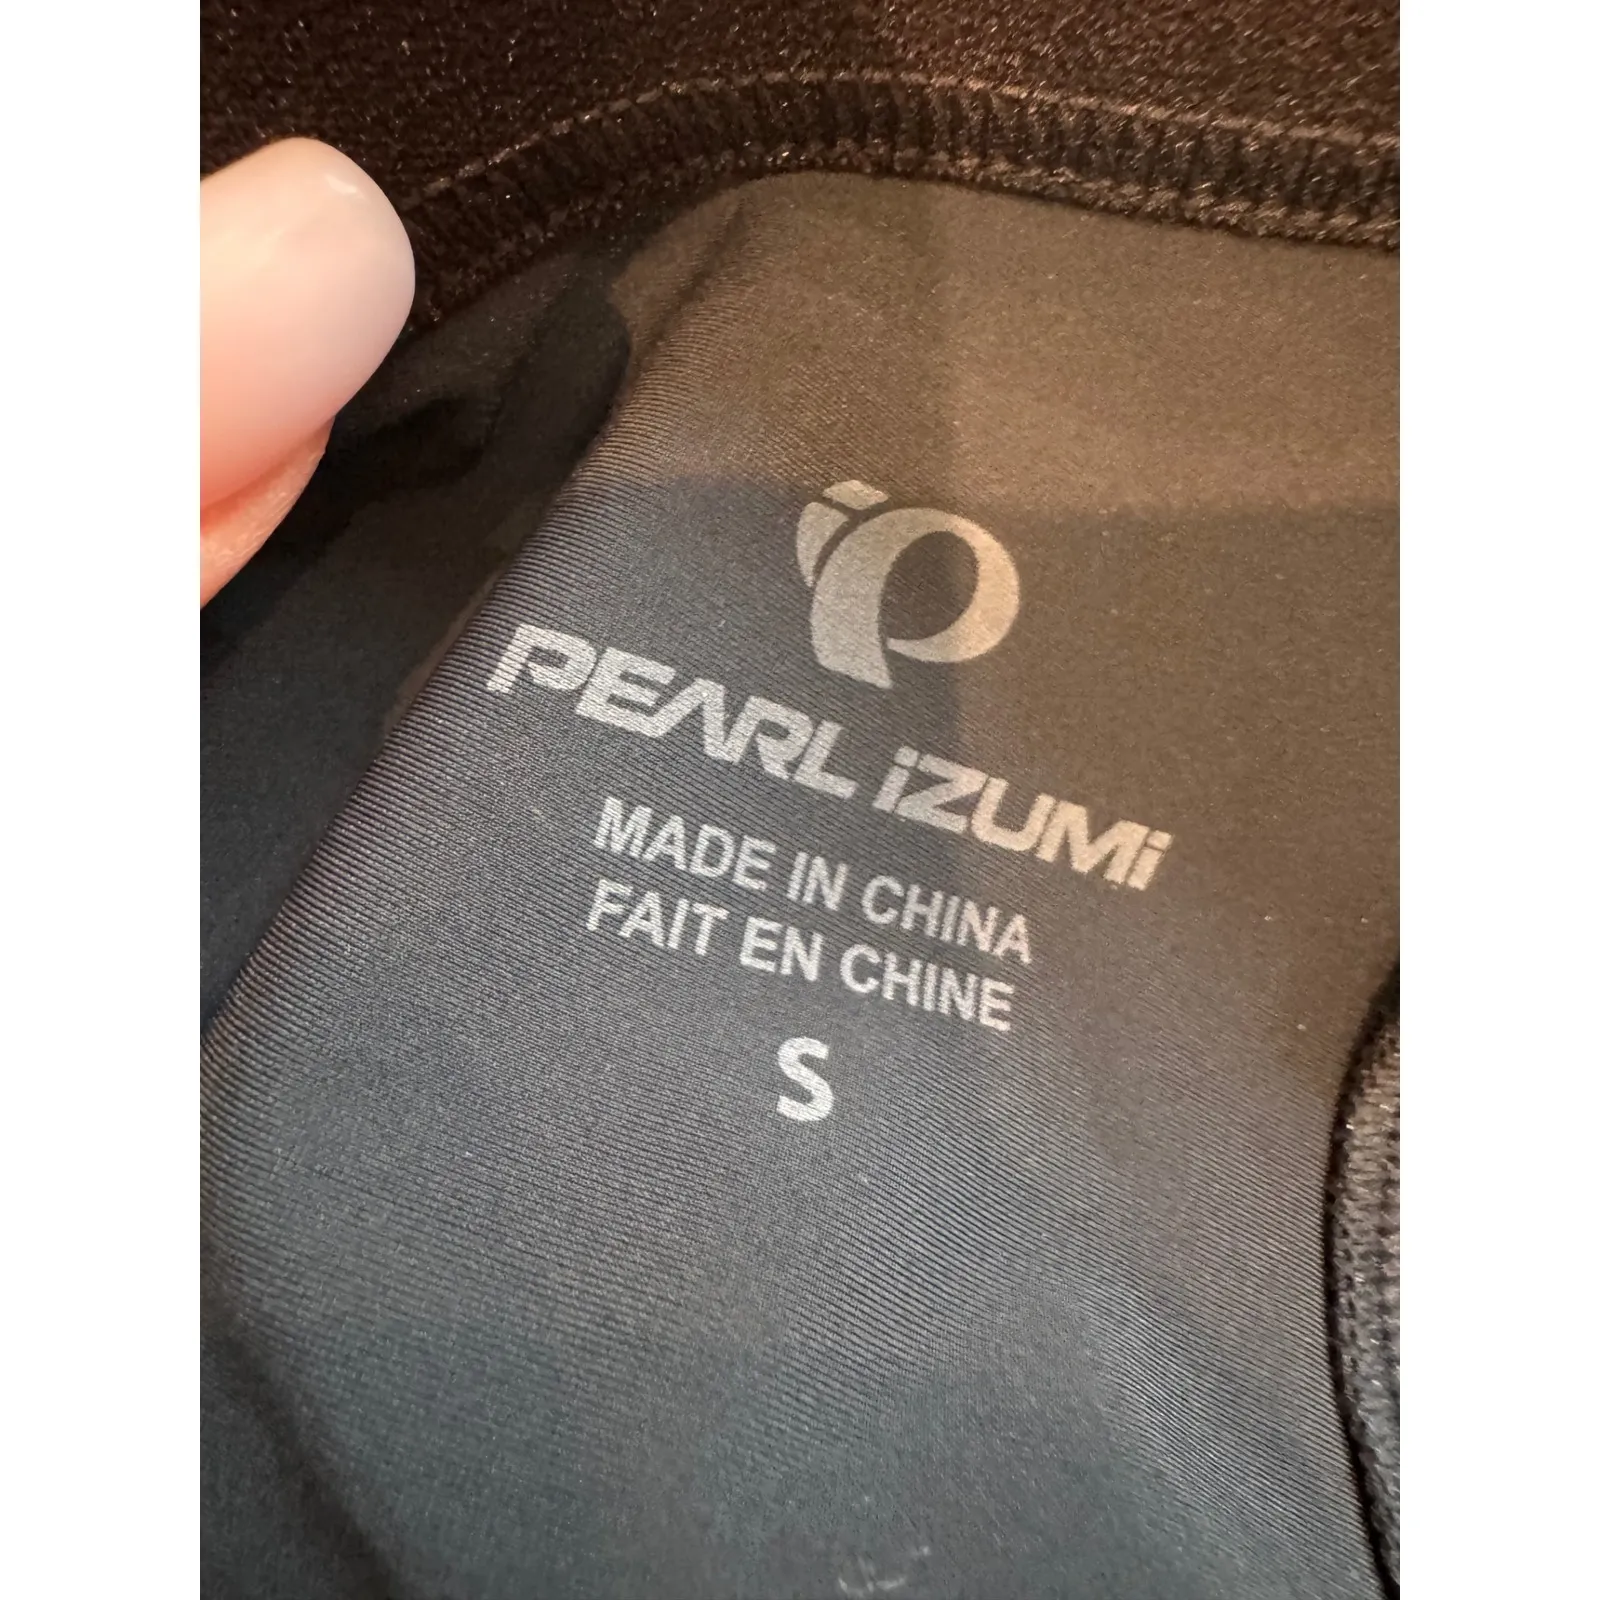 PEARL iZUMi
MADE IN CHINA
FAIT EN CHINE
S